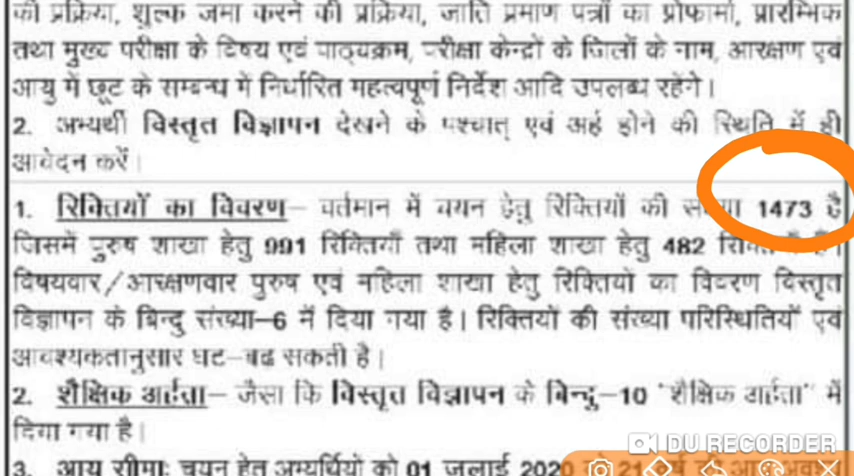 की प्रक्रिया, शुल्क जमा करने की प्रक्रिया, जाति प्रमाण पत्रों का प्रोफार्मा, प्रारम्भिक
तथा मुख्य परीक्षा के विषय एवं पाठ्यक्रम, परीक्षा केन्द्रों के जिलों के नाम, आरक्षण एवं
आयु में छूट के सम्बन्ध में निर्धारित महत्वपूर्ण निर्देश आदि उपलब्ध रहेंगे।
2. अभ्यर्थी विस्तृत विज्ञापन देखने के पश्चात् एवं अर्ह होने की स्थिति में ही
आवेदन करें।
1. रिक्तियों का विवरण– वर्तमान में चयन हेतु रिक्तियों की संख्या 1473 है
जिसमें पुरुष शाखा हेतु 991 रिक्तियाँ तथा महिला शाखा हेतु 482
विषयवार/आरक्षणवार पुरुष एवं महिला शाखा हेतु रिक्तियों का विवरण विस्तृत
विज्ञापन के बिन्दु संख्या–6 में दिया गया है। रिक्तियों की संख्या परिस्थितियों एवं
आवश्यकतानुसार घट–बढ सकती है।
2. शैक्षिक अर्हता– जैसा कि विस्तृत विज्ञापन के बिन्दु–10 "शैक्षिक अर्हता" में
दिया गया है।
3. आयु सीमा: चयन हेतु अभ्यर्थियों को 01 जुलाई 2020 को 21
DU RECORDER